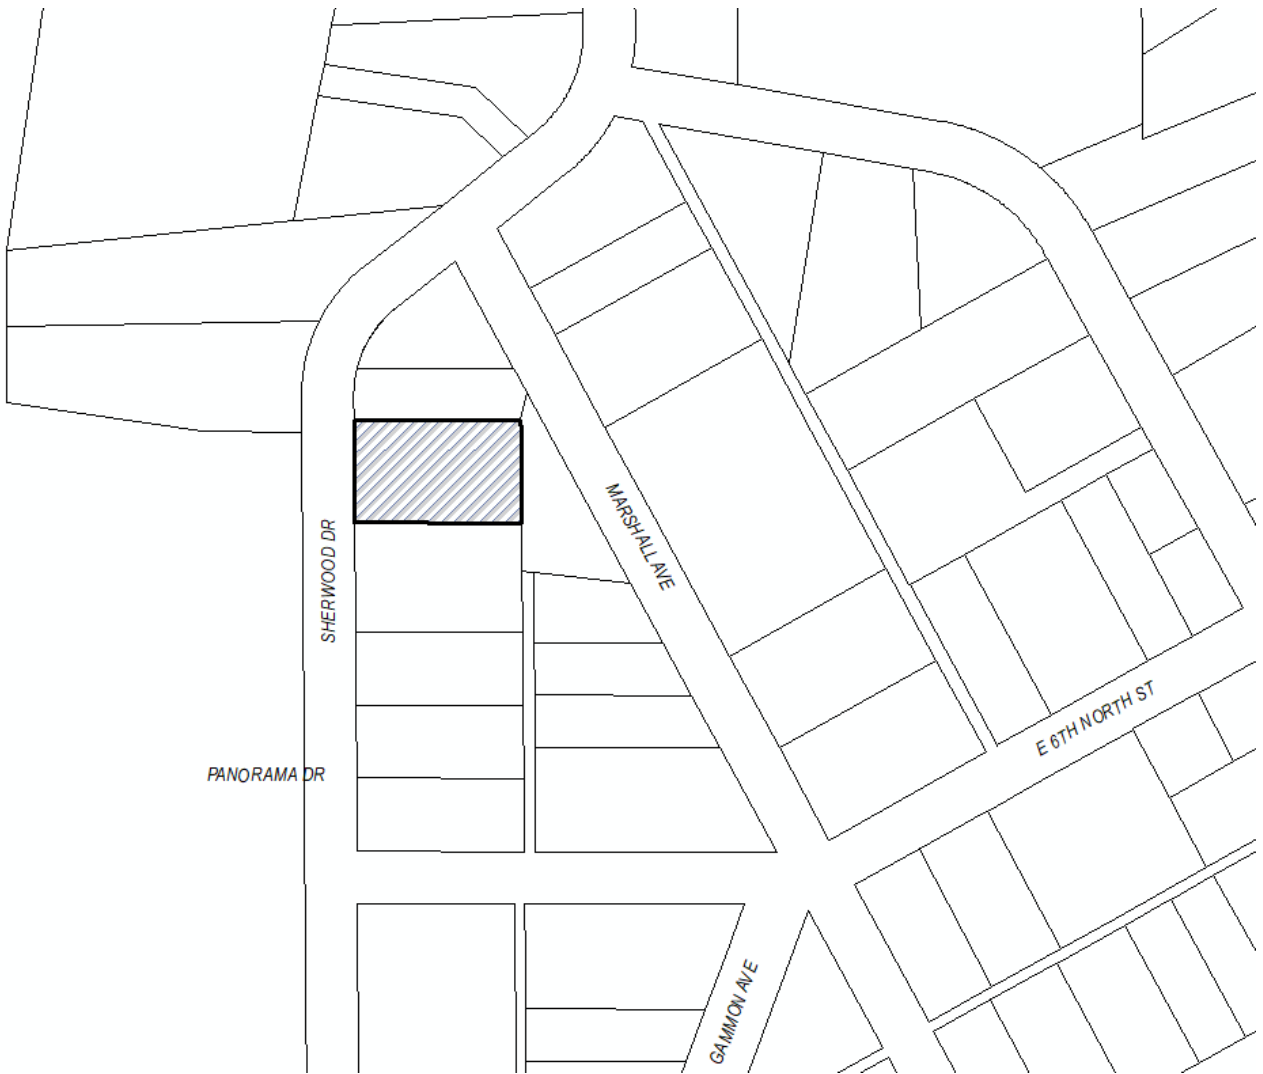 MARSHALL AVE
SHERWOOD DR
E 6TH NORTH ST
PANORAMA DR
GAMMON AVE